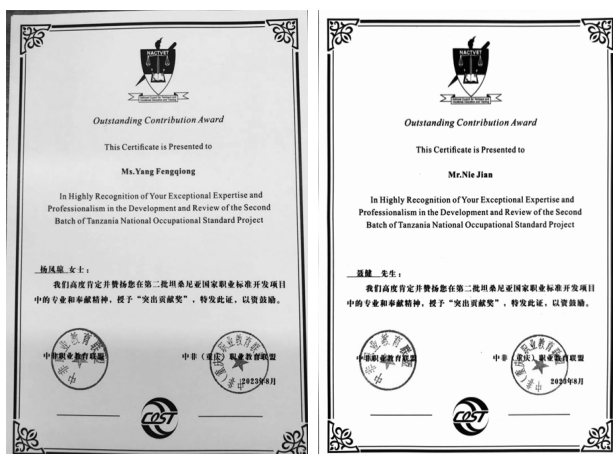 NACTVET
Outstanding Contribution Award
This Certificate is Presented to
Ms.Yang Fengqiong
In Highly Recognition of Your Exceptional Expertise and
Professionalism in the Development and Review of the Second
Batch of Tanzania National Occupational Standard Project
杨凤琼 女士：
我们高度肯定并赞扬您在第二批坦桑尼亚国家职业标准开发项目
中的专业和奉献精神，授予“突出贡献奖”，特发此证，以资鼓励。
中非职业教育联盟
中非（重庆）职业教育联盟
2023年8月
COST
NACTVET
Outstanding Contribution Award
This Certificate is Presented to
Mr.Nie Jian
In Highly Recognition of Your Exceptional Expertise and
Professionalism in the Development and Review of the Second
Batch of Tanzania National Occupational Standard Project
聂健 先生：
我们高度肯定并赞扬您在第二批坦桑尼亚国家职业标准开发项目
中的专业和奉献精神，授予“突出贡献奖”，特发此证，以资鼓励。
中非职业教育联盟
中非（重庆）职业教育联盟
2023年8月
COST